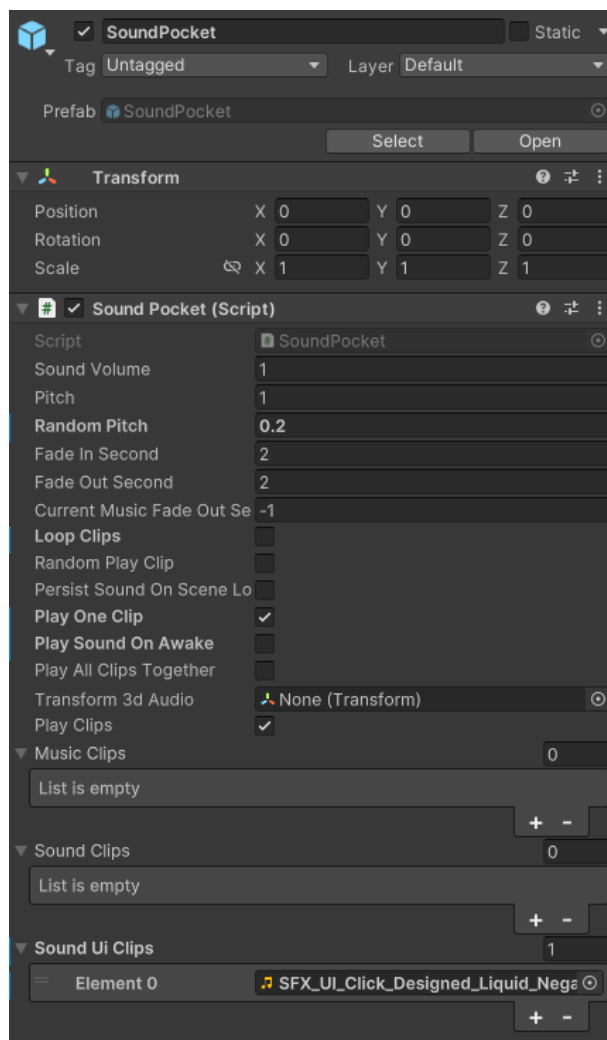 SoundPocket Static
Tag Untagged Layer Default
Prefab SoundPocket
Select Open
Transform
Position X 0 Y 0 Z 0
Rotation X 0 Y 0 Z 0
Scale X 1 Y 1 Z 1
# Sound Pocket (Script)
Script # SoundPocket
Sound Volume 1
Pitch 1
Random Pitch 0.2
Fade In Second 2
Fade Out Second 2
Current Music Fade Out Se -1
Loop Clips
Random Play Clip
Persist Sound On Scene Lo
Play One Clip
Play Sound On Awake
Play All Clips Together
Transform 3d Audio None (Transform)
Play Clips
Music Clips 0
List is empty
+ -
Sound Clips 0
List is empty
+ -
Sound Ui Clips 1
Element 0 SFX_UI_Click_Designed_Liquid_Nega
+ -